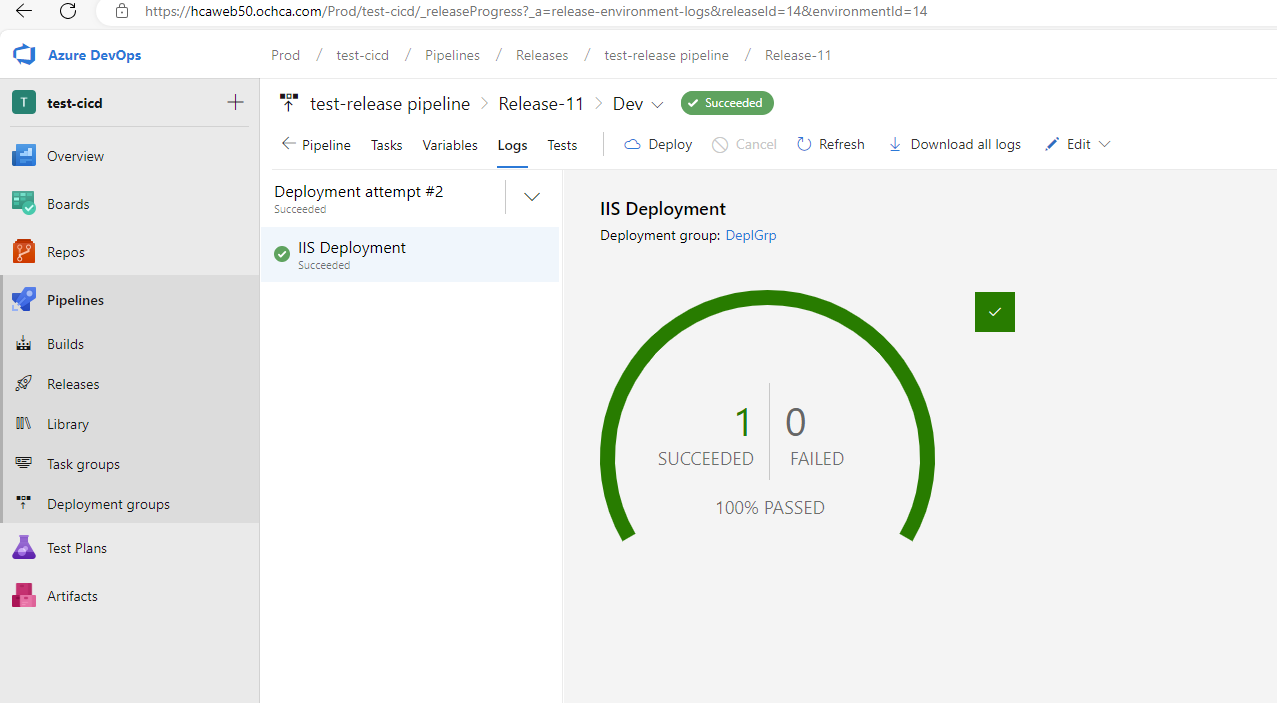 https://hcaweb50.ochca.com/Prod/test-cicd/_releaseProgress?_a=release-environment-logs&releaseId=14&environmentId=14
Azure DevOps
Prod / test-cicd / Pipelines / Releases / test-release pipeline / Release-11
T test-cicd
Overview
Boards
Repos
Pipelines
Builds
Releases
Library
Task groups
Deployment groups
Test Plans
Artifacts
test-release pipeline > Release-11 > Dev Succeeded
Pipeline Tasks Variables Logs Tests Deploy Cancel Refresh Download all logs Edit
Deployment attempt #2
Succeeded
IIS Deployment
Succeeded
IIS Deployment
Deployment group: DeplGrp
1 0
SUCCEEDED FAILED
100% PASSED